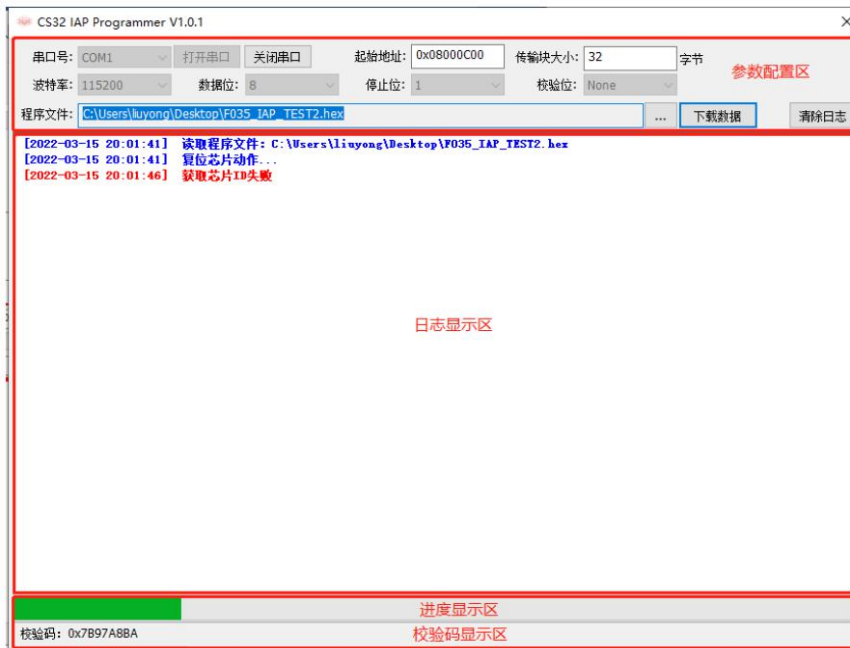 CS32 IAP Programmer V1.0.1
串口号: COM1 打开串口 关闭串口 起始地址: 0x08000C00 传输块大小: 32 字节
参数配置区
波特率: 115200 数据位: 8 停止位: 1 校验位: None
程序文件: C:\Users\liuyong\Desktop\F035_IAP_TEST2.hex ... 下载数据 清除日志
[2022-03-15 20:01:41] 读取程序文件: C:\Users\liuyong\Desktop\F035_IAP_TEST2.hex
[2022-03-15 20:01:41] 复位芯片动作...
[2022-03-15 20:01:46] 获取芯片ID失败
日志显示区
进度显示区
校验码: 0x7B97A8BA 校验码显示区